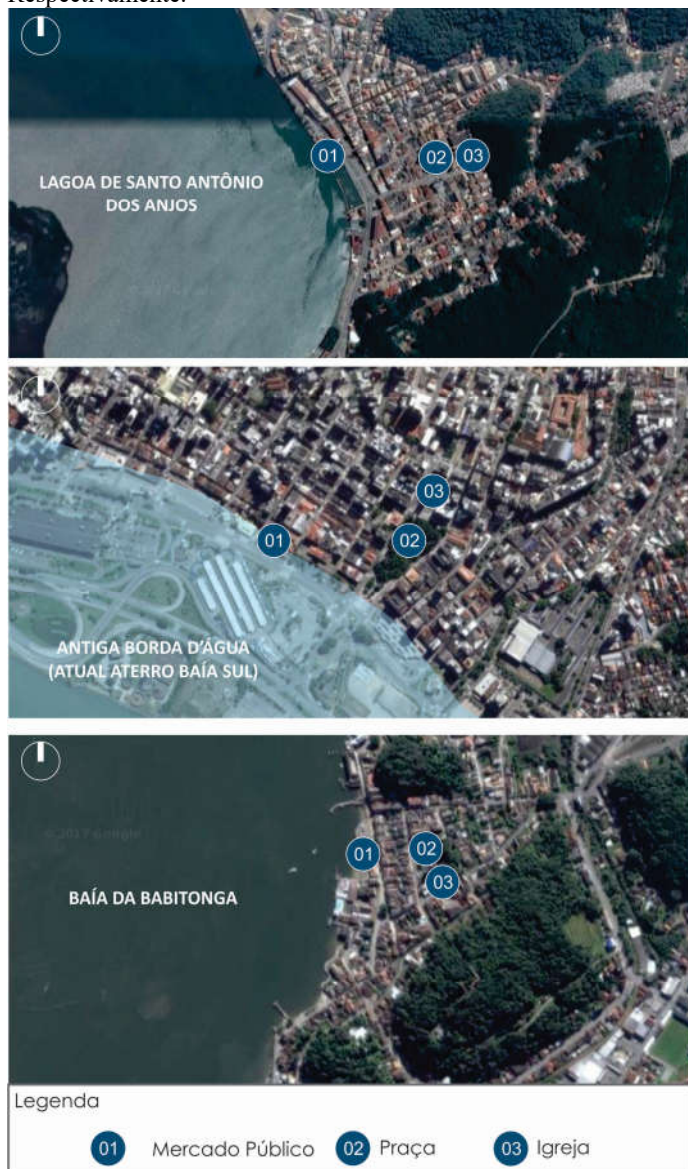 Respectivamente.
01
02
03
LAGOA DE SANTO ANTÔNIO
DOS ANJOS
03
01
02
ANTIGA BORDA D'ÁGUA
(ATUAL ATERRO BAÍA SUL)
© 2017 Google
01
02
03
BAÍA DA BABITONGA
Legenda
01 Mercado Público 02 Praça 03 Igreja